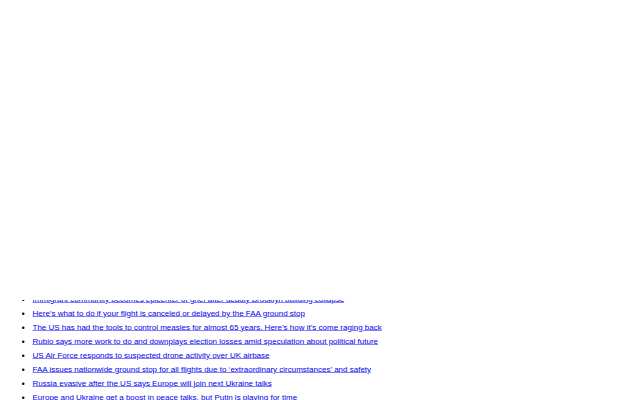 Here's what to do if your flight is canceled or delayed by the FAA ground stop
The US has had the tools to control measles for almost 65 years. Here's how it's come raging back
Rubio says more work to do and downplays election losses amid speculation about political future
US Air Force responds to suspected drone activity over UK airbase
FAA issues nationwide ground stop for all flights due to ‘extraordinary circumstances” and safety
Russia evasive after the US says Europe will join next Ukraine talks
Europe and Ukraine get a boost in peace talks, but Putin is playing for time